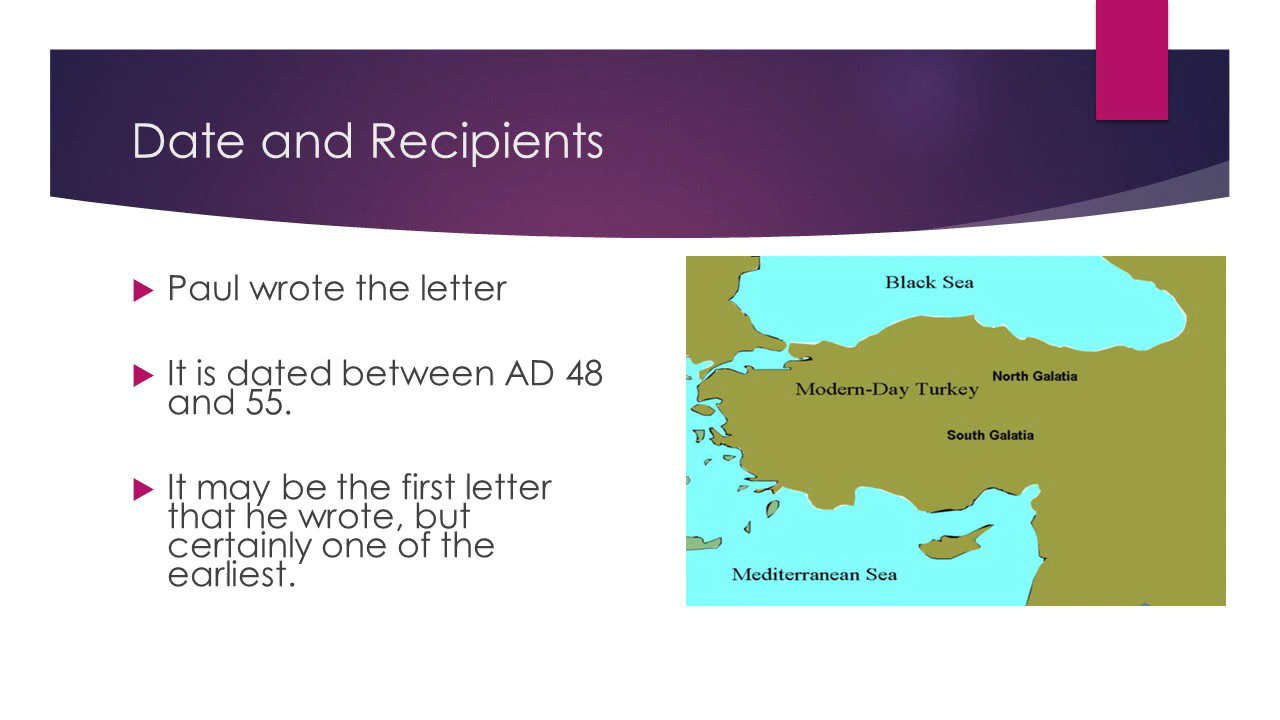 Date and Recipients
Paul wrote the letter
It is dated between AD 48
and 55.
It may be the first letter
that he wrote, but
certainly one of the
earliest.
Black Sea
North Galatia
Modern-Day Turkey
South Galatia
Mediterranean Sea